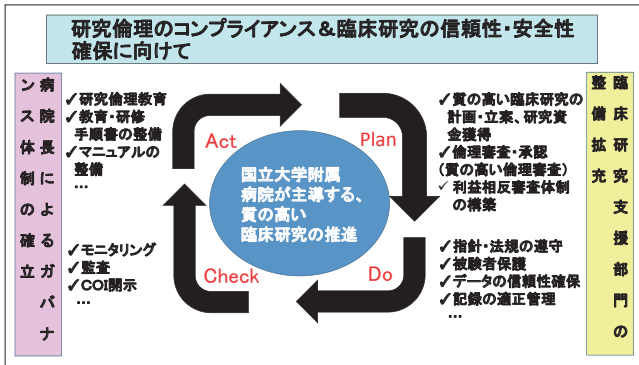 研究倫理のコンプライアンス&臨床研究の信頼性・安全性
確保に向けて
病院長によるガバナ
ンス体制の確立
✓研究倫理教育
✓教育・研修
手順書の整備
✓マニュアルの
整備
…
Act
Plan
✓質の高い臨床研究の
計画・立案、研究資
金獲得
✓倫理審査・承認
(質の高い倫理審査)
✓ 利益相反審査体制
の構築
国立大学附属
病院が主導する、
質の高い
臨床研究の推進
✓モニタリング
✓監査
✓COI開示
…
Check
Do
✓指針・法規の遵守
✓被験者保護
✓データの信頼性確保
✓記録の適正管理
…
臨床研究支援部門の
整備拡充